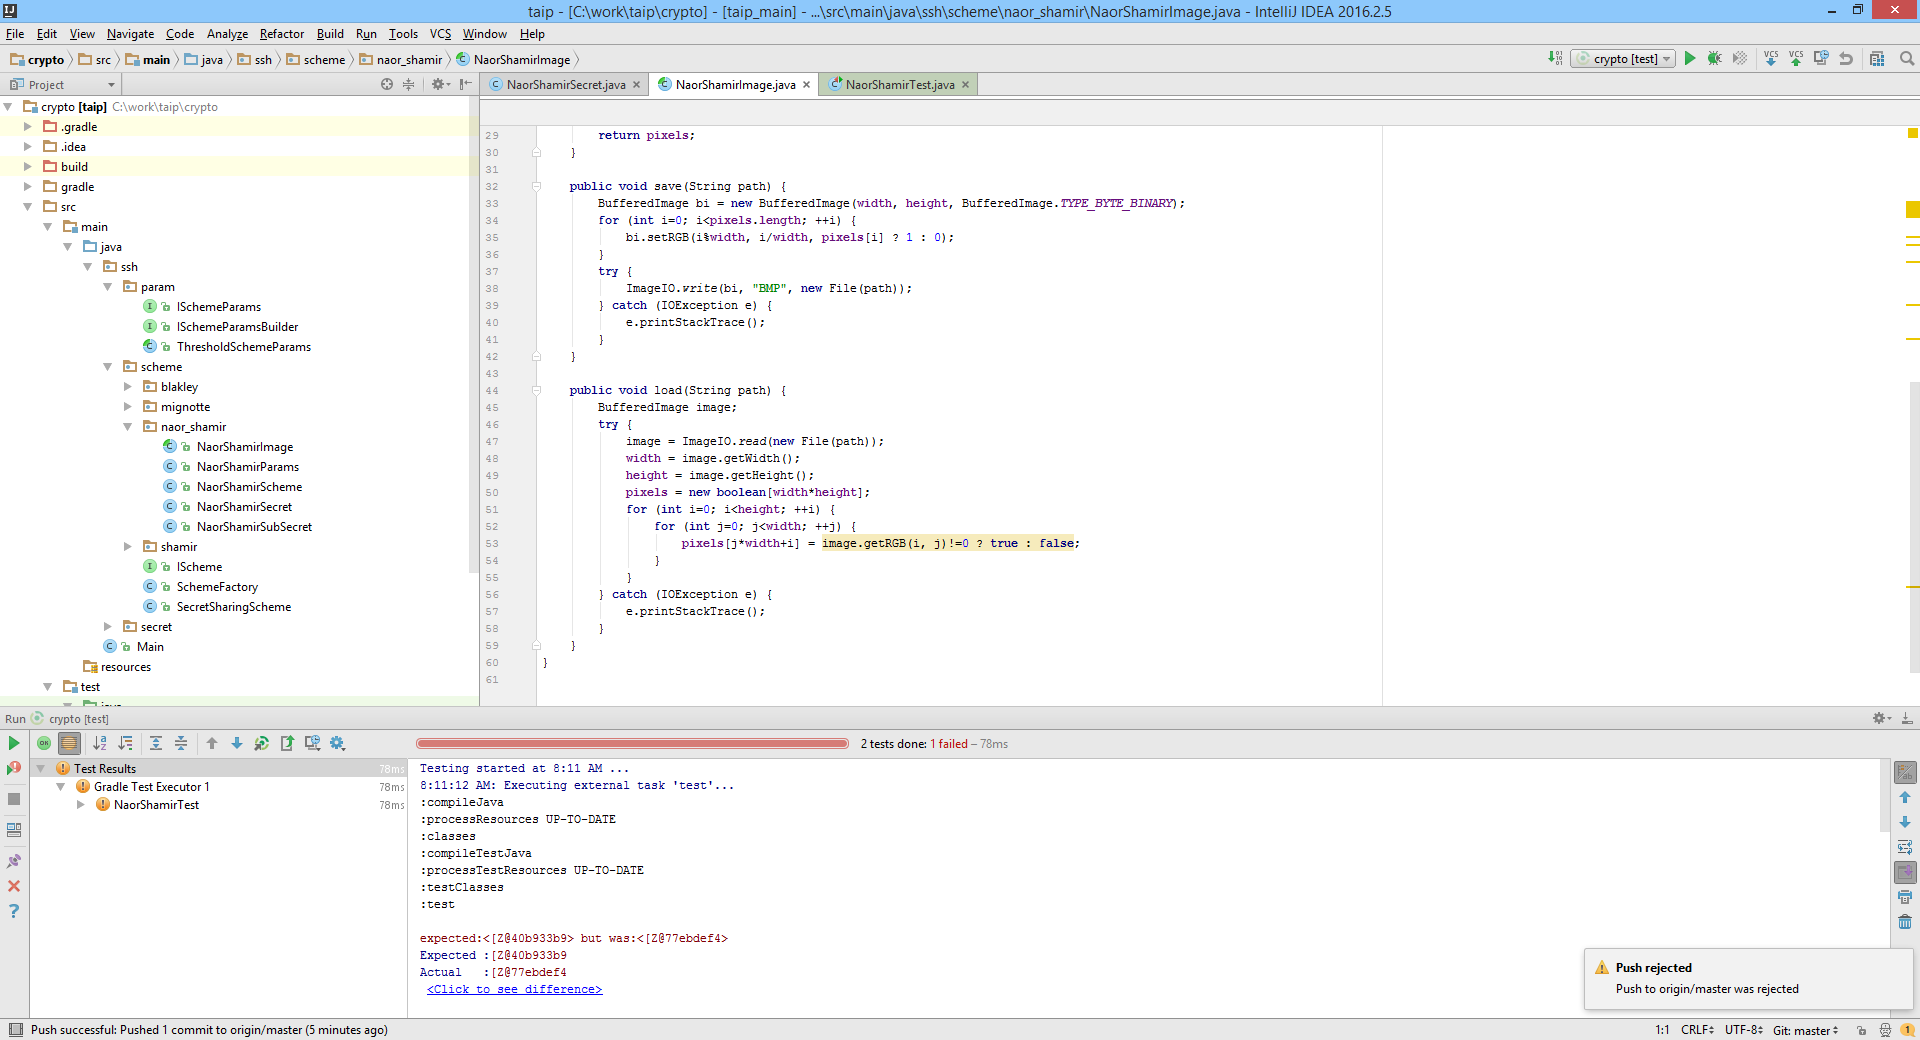 taip - [C:\work\taip\crypto] - [taip_main] - ...\src\main\java\ssh\scheme\naor_shamir\NaorShamirImage.java - IntelliJ IDEA 2016.2.5
File Edit View Navigate Code Analyze Refactor Build Run Tools VCS Window Help
crypto src main java ssh scheme naor_shamir NaorShamirImage
crypto [test]
VCS VCS
Project
NaorShamirSecret.java NaorShamirImage.java NaorShamirTest.java
crypto [taip] C:\work\taip\crypto
.gradle
.idea
build
gradle
src
main
java
ssh
param
ISchemeParams
ISchemeParamsBuilder
ThresholdSchemeParams
scheme
blakley
mignotte
naor_shamir
NaorShamirImage
NaorShamirParams
NaorShamirScheme
NaorShamirSecret
NaorShamirSubSecret
shamir
IScheme
SchemeFactory
SecretSharingScheme
secret
Main
resources
test
java
29 return pixels;
30 }
31
32 public void save(String path) {
33 BufferedImage bi = new BufferedImage(width, height, BufferedImage.TYPE_BYTE_BINARY);
34 for (int i=0; i<pixels.length; ++i) {
35 bi.setRGB(i%width, i/width, pixels[i] ? 1 : 0);
36 }
37 try {
38 ImageIO.write(bi, "BMP", new File(path));
39 } catch (IOException e) {
40 e.printStackTrace();
41 }
42 }
43
44 public void load(String path) {
45 BufferedImage image;
46 try {
47 image = ImageIO.read(new File(path));
48 width = image.getWidth();
49 height = image.getHeight();
50 pixels = new boolean[width*height];
51 for (int i=0; i<height; ++i) {
52 for (int j=0; j<width; ++j) {
53 pixels[j*width+i] = image.getRGB(i, j)!=0 ? true : false;
54 }
55 }
56 } catch (IOException e) {
57 e.printStackTrace();
58 }
59 }
60 }
61
Run crypto [test]
2 tests done: 1 failed – 78ms
Test Results 78ms
Gradle Test Executor 1 78ms
NaorShamirTest 78ms
Testing started at 8:11 AM ...
8:11:12 AM: Executing external task 'test'...
:compileJava
:processResources UP-TO-DATE
:classes
:compileTestJava
:processTestResources UP-TO-DATE
:testClasses
:test
expected:<[Z@40b933b9> but was:<[Z@77ebdef4>
Expected :[Z@40b933b9
Actual :[Z@77ebdef4
<Click to see difference>
Push rejected
Push to origin/master was rejected
Push successful: Pushed 1 commit to origin/master (5 minutes ago)
1:1 CRLF UTF-8 Git: master 1